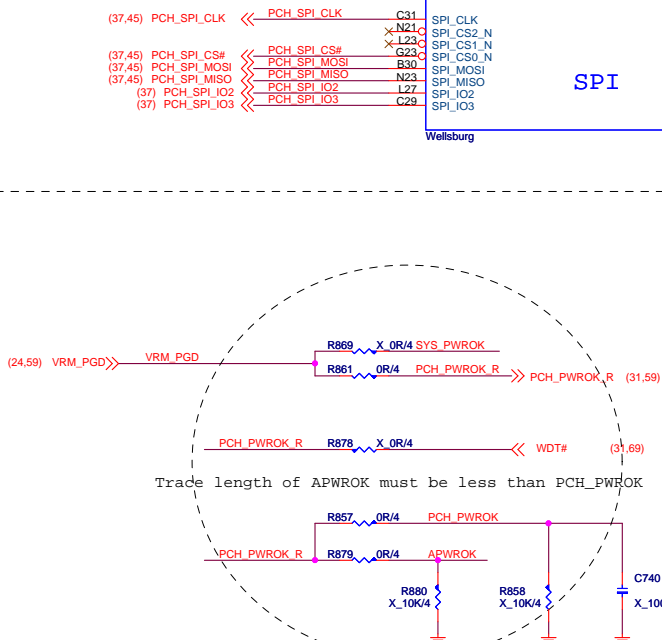 (37,45) PCH_SPI_CLK PCH_SPI_CLK C31 SPI_CLK
N21 SPI_CS2_N
L23 SPI_CS1_N
(37,45) PCH_SPI_CS# PCH_SPI_CS# G23 SPI_CS0_N
(37,45) PCH_SPI_MOSI PCH_SPI_MOSI B30 SPI_MOSI
(37,45) PCH_SPI_MISO PCH_SPI_MISO N23 SPI_MISO
(37) PCH_SPI_IO2 PCH_SPI_IO2 L27 SPI_IO2
(37) PCH_SPI_IO3 PCH_SPI_IO3 C29 SPI_IO3
SPI
Wellsburg
R869 X_0R/4 SYS_PWROK
(24,59) VRM_PGD VRM_PGD
R861 0R/4 PCH_PWROK_R PCH_PWROK_R (31,59)
PCH_PWROK_R R878 X_0R/4 WDT# (31,69)
Trace length of APWROK must be less than PCH_PWROK
R857 0R/4 PCH_PWROK
PCH_PWROK_R R879 0R/4 APWROK
R880 X_10K/4
R858 X_10K/4
C740